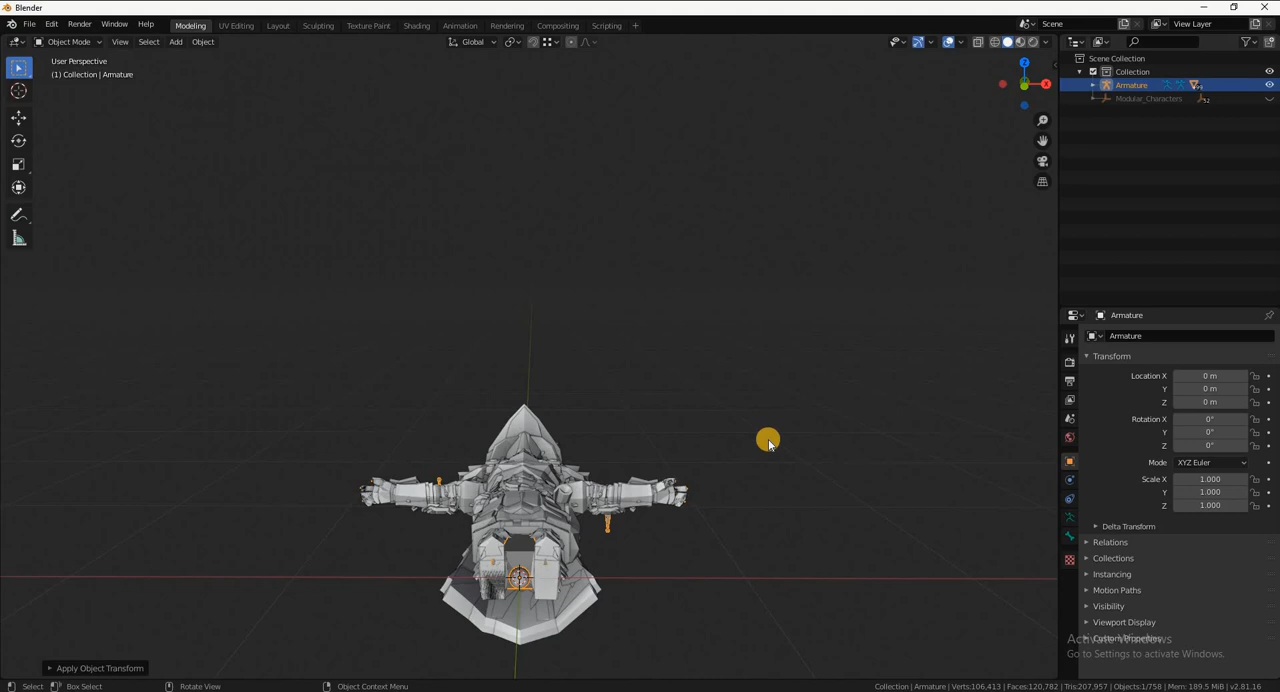 Blender
File Edit Render Window Help Modeling UV Editing Layout Sculpting Texture Paint Shading Animation Rendering Compositing Scripting + Scene View Layer
Object Mode View Select Add Object Global
User Perspective
(1) Collection | Armature
Z
X
Scene Collection
Collection
Armature
Modular_Characters 52
Armature
Armature
Transform
Location X 0 m
Y 0 m
Z 0 m
Rotation X 0°
Y 0°
Z 0°
Mode XYZ Euler
Scale X 1.000
Y 1.000
Z 1.000
Delta Transform
Relations
Collections
Instancing
Motion Paths
Visibility
Viewport Display
Custom Properties
Activate Windows
Go to Settings to activate Windows.
Apply Object Transform
Select Box Select Rotate View Object Context Menu Collection | Armature | Verts:106,413 | Faces:120,782 | Tris:207,957 | Objects:1/758 | Mem: 189.5 MiB | v2.81.16